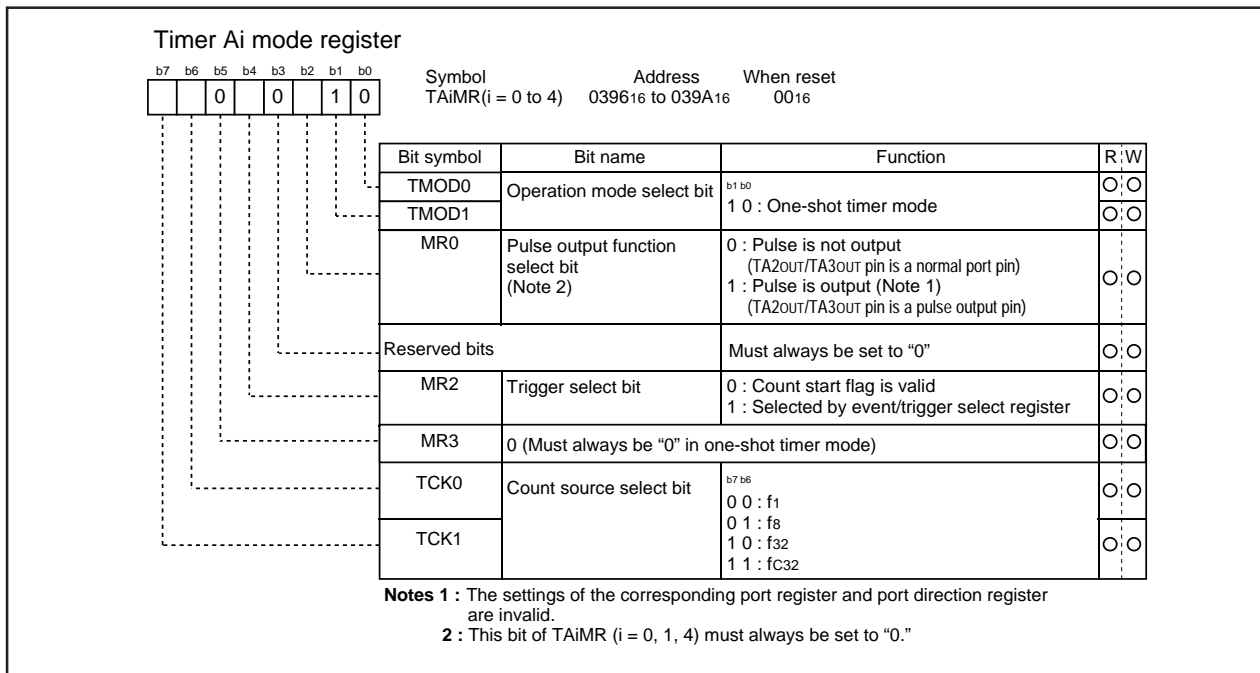 Timer Ai mode register
b7 b6 b5 b4 b3 b2 b1 b0
0 0 1 0
Symbol Address When reset
TAiMR(i = 0 to 4) 039616 to 039A16 0016
Bit symbol Bit name Function R W
TMOD0 Operation mode select bit b1 b0
TMOD1 1 0 : One-shot timer mode
MR0 Pulse output function select bit (Note 2) 0 : Pulse is not output
(TA2OUT/TA3OUT pin is a normal port pin)
1 : Pulse is output (Note 1)
(TA2OUT/TA3OUT pin is a pulse output pin)
Reserved bits Must always be set to “0”
MR2 Trigger select bit 0 : Count start flag is valid
1 : Selected by event/trigger select register
MR3 0 (Must always be “0” in one-shot timer mode)
TCK0 Count source select bit b7 b6
0 0 : f1
0 1 : f8
TCK1 1 0 : f32
1 1 : fC32
Notes 1 : The settings of the corresponding port register and port direction register
are invalid.
2 : This bit of TAiMR (i = 0, 1, 4) must always be set to “0.”